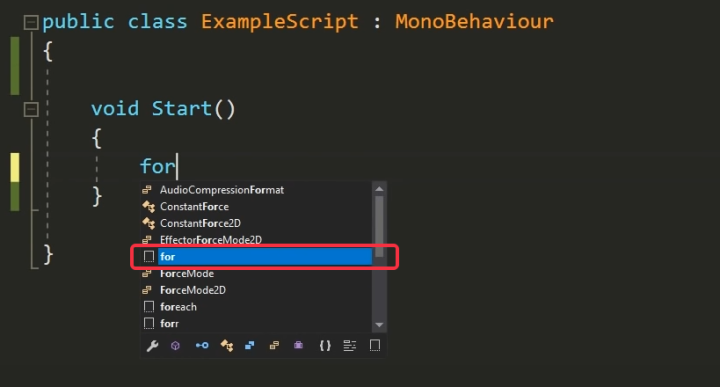 public class ExampleScript : MonoBehaviour
{
void Start()
{
for
}
}
AudioCompressionFormat
ConstantForce
ConstantForce2D
EffectorForceMode2D
for
ForceMode
ForceMode2D
foreach
forr
{ }